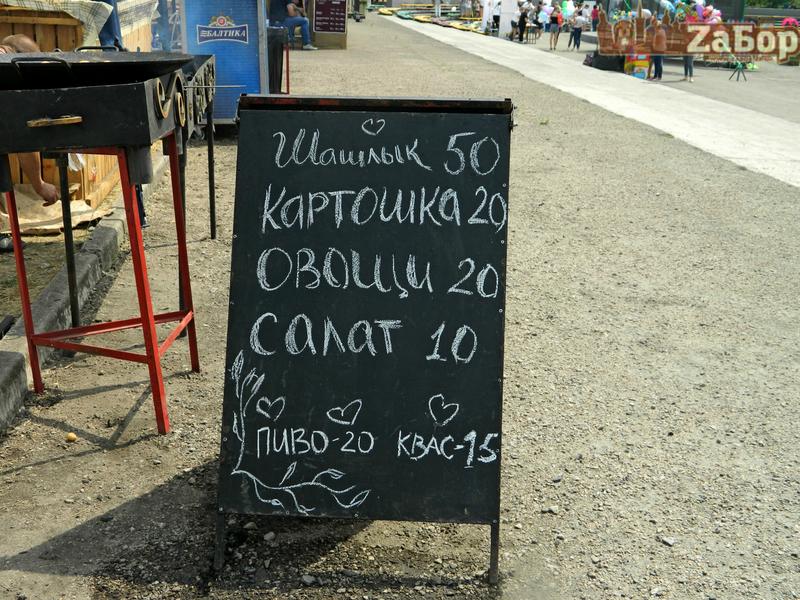 БАЛТИКА
ZaБор
Шашлык 50
КАРТОШКА 20
ОВОЩИ 20
САЛАТ 10
ПИВО-20 КВАС-15